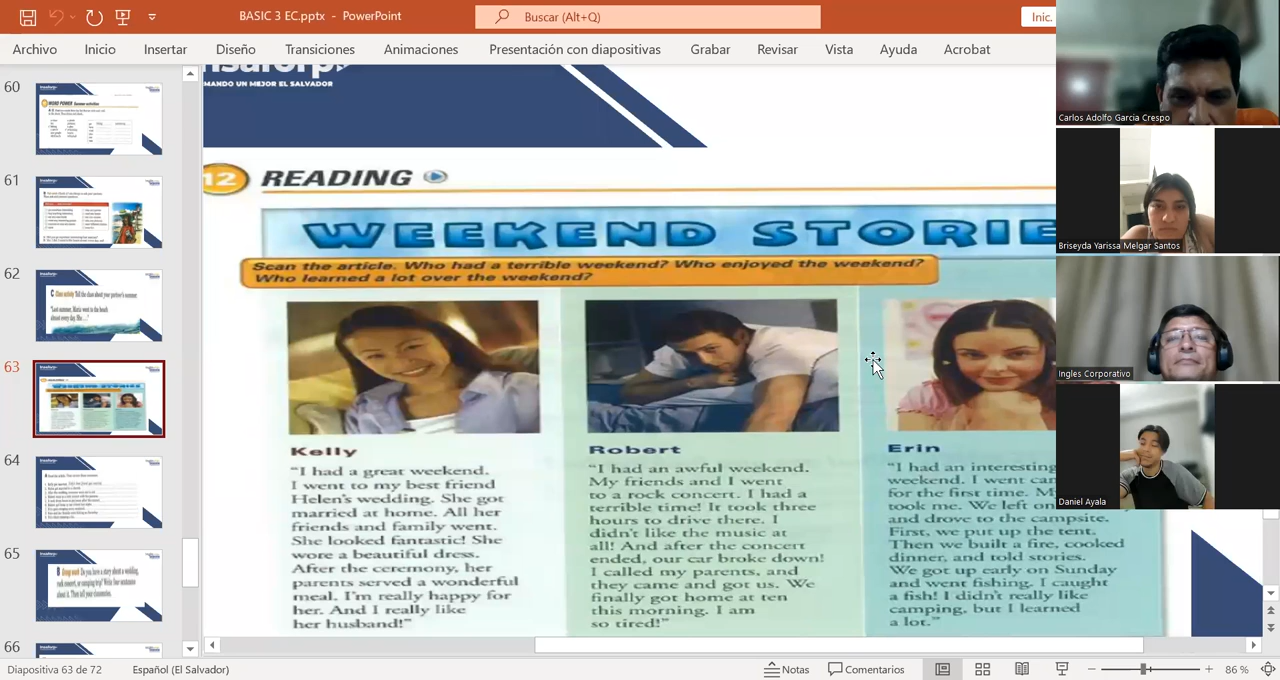 BASIC 3 EC.pptx - PowerPoint
Buscar (Alt+Q)
Inic.
Archivo Inicio Insertar Diseño Transiciones Animaciones Presentación con diapositivas Grabar Revisar Vista Ayuda Acrobat
60
61
62
63
64
65
66
MANDO UN MEJOR EL SALVADOR
12 READING
WEEKEND STORIE
Scan the article. Who had a terrible weekend? Who enjoyed the weekend?
Who learned a lot over the weekend?
Kelly
"I had a great weekend.
I went to my best friend
Helen's wedding. She got
married at home. All her
friends and family went.
She looked fantastic! She
wore a beautiful dress.
After the ceremony, her
parents served a wonderful
meal. I'm really happy for
her. And I really like
her husband!"
Robert
"I had an awful weekend.
My friends and I went
to a rock concert. I had a
terrible time! It took three
hours to drive there. I
didn't like the music at
all! And after the concert
ended, our car broke down!
I called my parents, and
they came and got us. We
finally got home at ten
this morning. I am
so tired!"
Erin
"I had an interesting
weekend. I went
for the first time.
took me. We left on
and drove to the campsite.
First, we put up the tent.
Then we built a fire, cooked
dinner, and told stories.
We got up early on Sunday
and went fishing. I caught
a fish! I didn't really like
camping, but I learned
a lot."
Carlos Adolfo Garcia Crespo
Briseyda Yarissa Melgar Santos
Ingles Corporativo
Daniel Ayala
Diapositiva 63 de 72
Español (El Salvador)
Notas
Comentarios
86 %